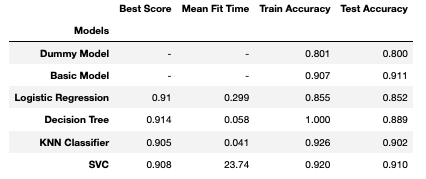 Best Score Mean Fit Time Train Accuracy Test Accuracy
Models
Dummy Model - - 0.801 0.800
Basic Model - - 0.907 0.911
Logistic Regression 0.91 0.299 0.855 0.852
Decision Tree 0.914 0.058 1.000 0.889
KNN Classifier 0.905 0.041 0.926 0.902
SVC 0.908 23.74 0.920 0.910